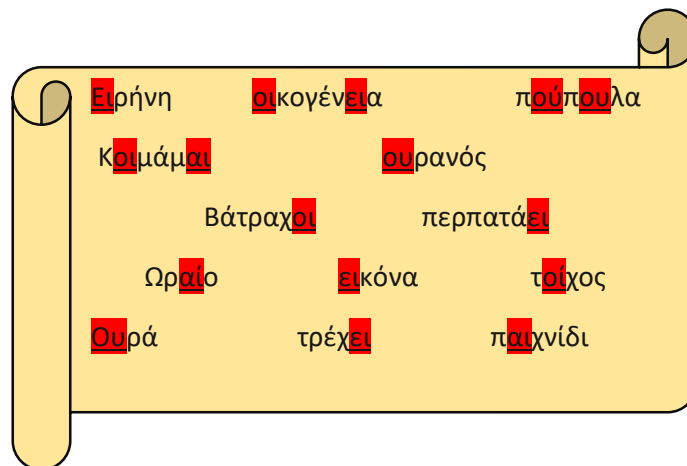 Ειρήνη οικογένεια πούπουλα
Κοιμάμαι ουρανός
Βάτραχοι περπατάει
Ωραίο εικόνα τοίχος
Ουρά τρέχει παιχνίδι